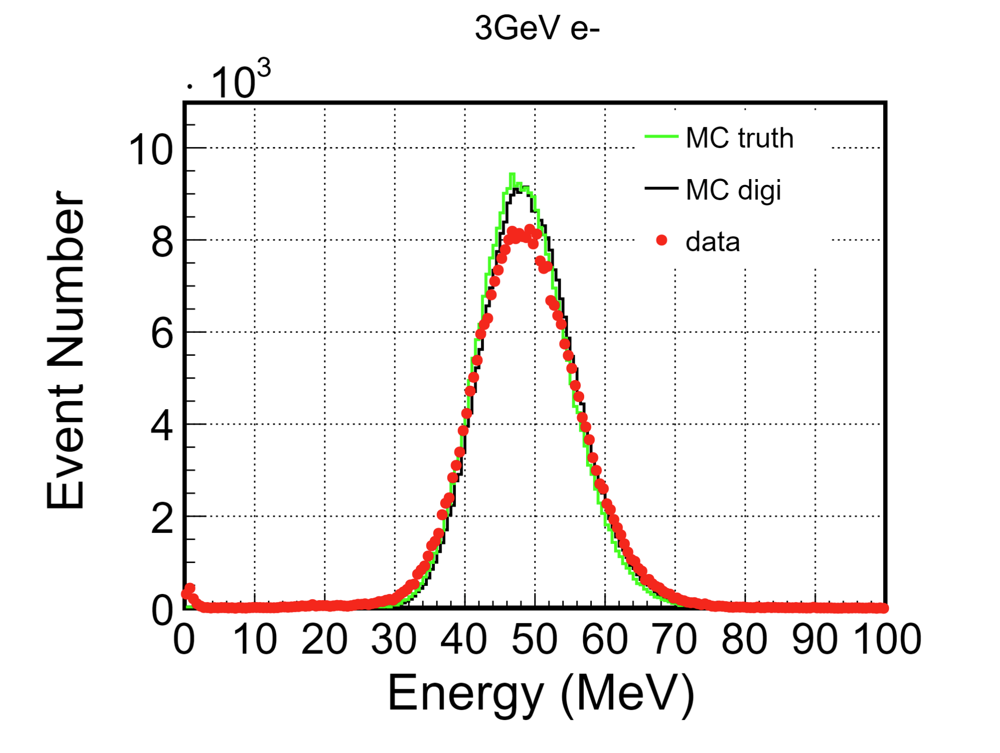 3GeV e-
· 10³
10
8
6
4
2
0
0 10 20 30 40 50 60 70 80 90 100
Event Number
Energy (MeV)
MC truth
MC digi
data